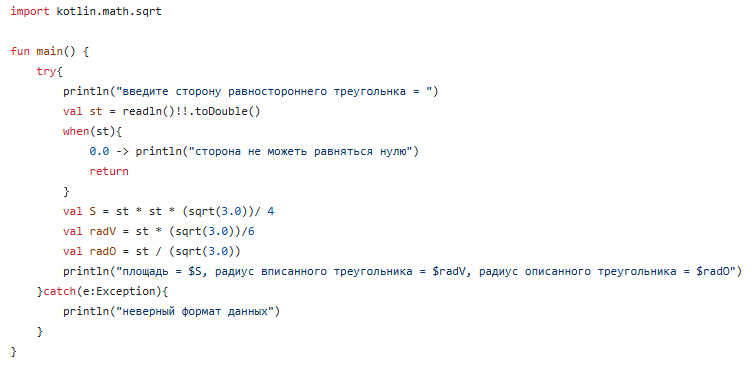 import kotlin.math.sqrt
fun main() {
try{
println("введите сторону равностороннего треугольнка = ")
val st = readln()!!.toDouble()
when(st){
0.0 -> println("сторона не можеть равняться нулю")
return
}
val S = st * st * (sqrt(3.0))/ 4
val radV = st * (sqrt(3.0))/6
val radO = st / (sqrt(3.0))
println("площадь = $S, радиус вписанного треугольника = $radV, радиус описанного треугольника = $radO")
}catch(e:Exception){
println("неверный формат данных")
}
}